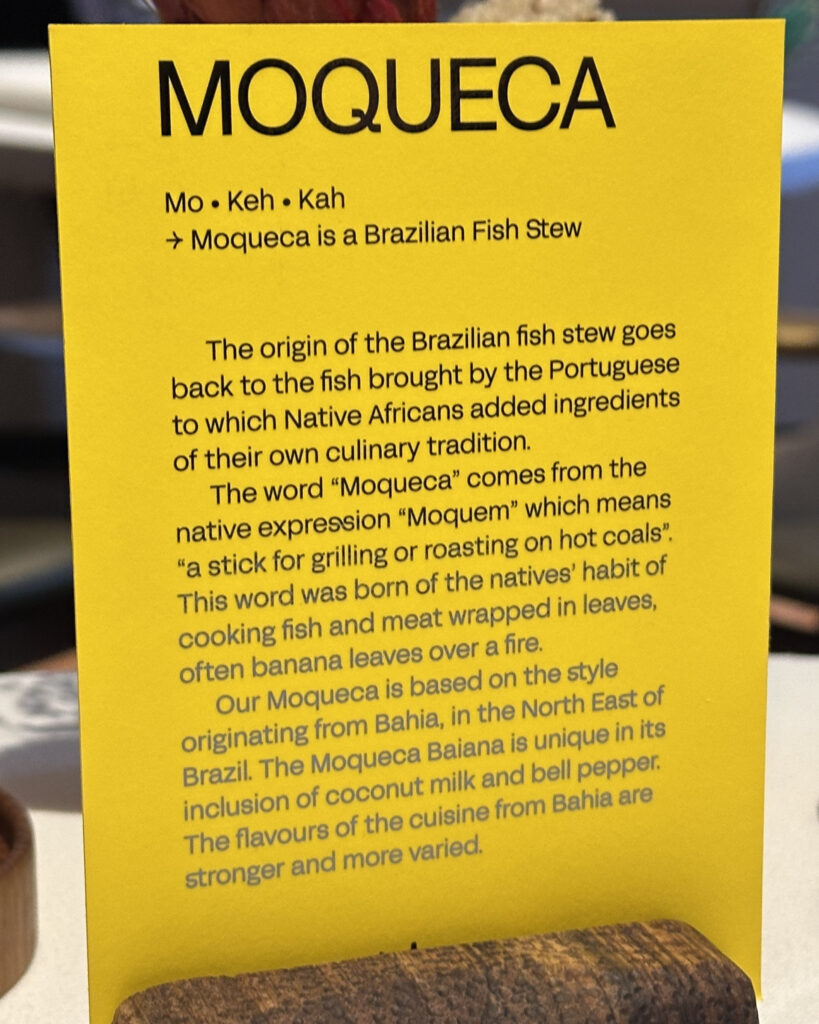 MOQUECA
Mo • Keh • Kah
→ Moqueca is a Brazilian Fish Stew
The origin of the Brazilian fish stew goes
back to the fish brought by the Portuguese
to which Native Africans added ingredients
of their own culinary tradition.
The word “Moqueca” comes from the
native expression “Moquem” which means
“a stick for grilling or roasting on hot coals”.
This word was born of the natives’ habit of
cooking fish and meat wrapped in leaves,
often banana leaves over a fire.
Our Moqueca is based on the style
originating from Bahia, in the North East of
Brazil. The Moqueca Baiana is unique in its
inclusion of coconut milk and bell pepper.
The flavours of the cuisine from Bahia are
stronger and more varied.